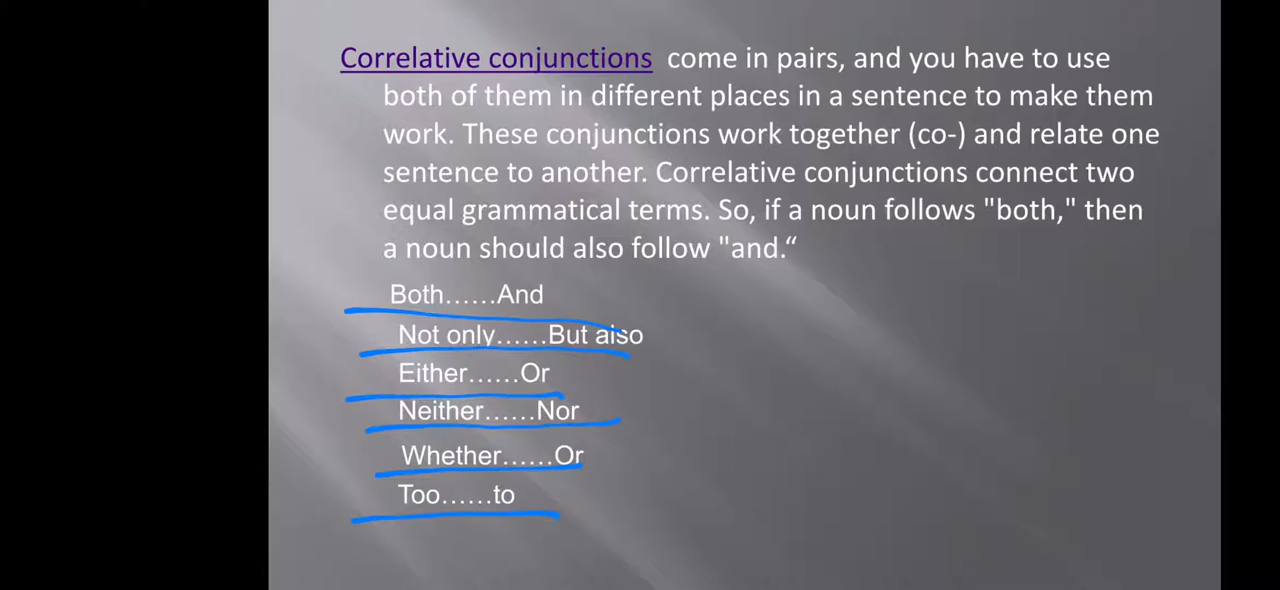 Correlative conjunctions come in pairs, and you have to use
both of them in different places in a sentence to make them
work. These conjunctions work together (co-) and relate one
sentence to another. Correlative conjunctions connect two
equal grammatical terms. So, if a noun follows "both," then
a noun should also follow "and.“
Both……And
Not only……But also
Either……Or
Neither……Nor
Whether……Or
Too……to